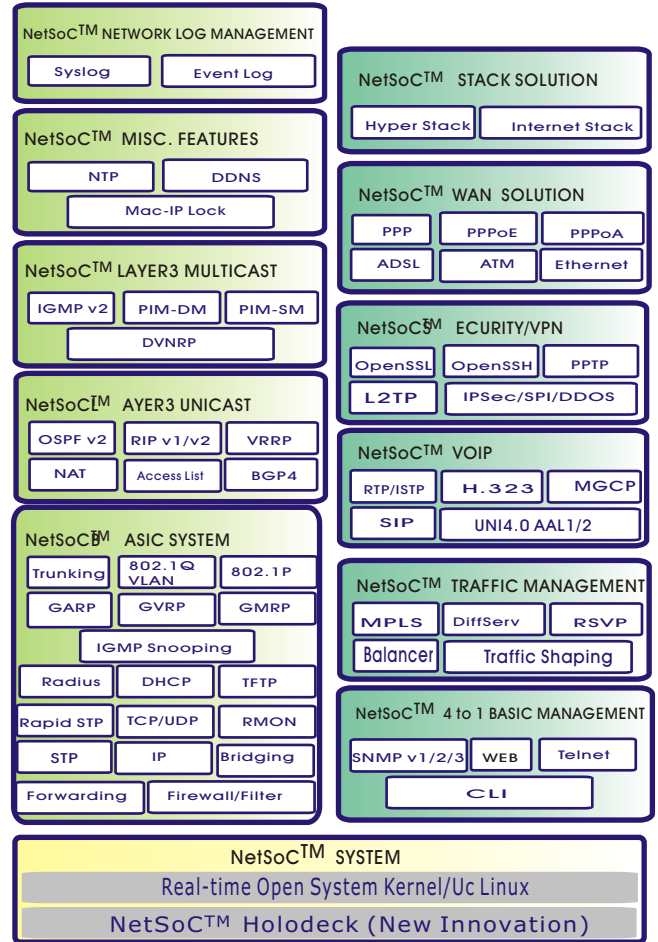 NetSoC™ NETWORK LOG MANAGEMENT
Syslog Event Log
NetSoC™ MISC. FEATURES
NTP DDNS
Mac-IP Lock
NetSoC™ LAYER3 MULTICAST
IGMP v2 PIM-DM PIM-SM
DVNRP
NetSoCL™ AYER3 UNICAST
OSPF v2 RIP v1/v2 VRRP
NAT Access List BGP4
NetSoCB™ ASIC SYSTEM
Trunking 802.1Q VLAN 802.1P
GARP GVRP GMRP
IGMP Snooping
Radius DHCP TFTP
Rapid STP TCP/UDP RMON
STP IP Bridging
Forwarding Firewall/Filter
NetSoC™ STACK SOLUTION
Hyper Stack Internet Stack
NetSoC™ WAN SOLUTION
PPP PPPoE PPPoA
ADSL ATM Ethernet
NetSoCS™ ECURITY/VPN
OpenSSL OpenSSH PPTP
L2TP IPSec/SPI/DDOS
NetSoC™ VOIP
RTP/ISTP H.323 MGCP
SIP UNI4.0 AAL1/2
NetSoC™ TRAFFIC MANAGEMENT
MPLS DiffServ RSVP
Balancer Traffic Shaping
NetSoC™ 4 to 1 BASIC MANAGEMENT
SNMP v1/2/3 WEB Telnet
CLI
NetSoC™ SYSTEM
Real-time Open System Kernel/Uc Linux
NetSoC™ Holodeck (New Innovation)